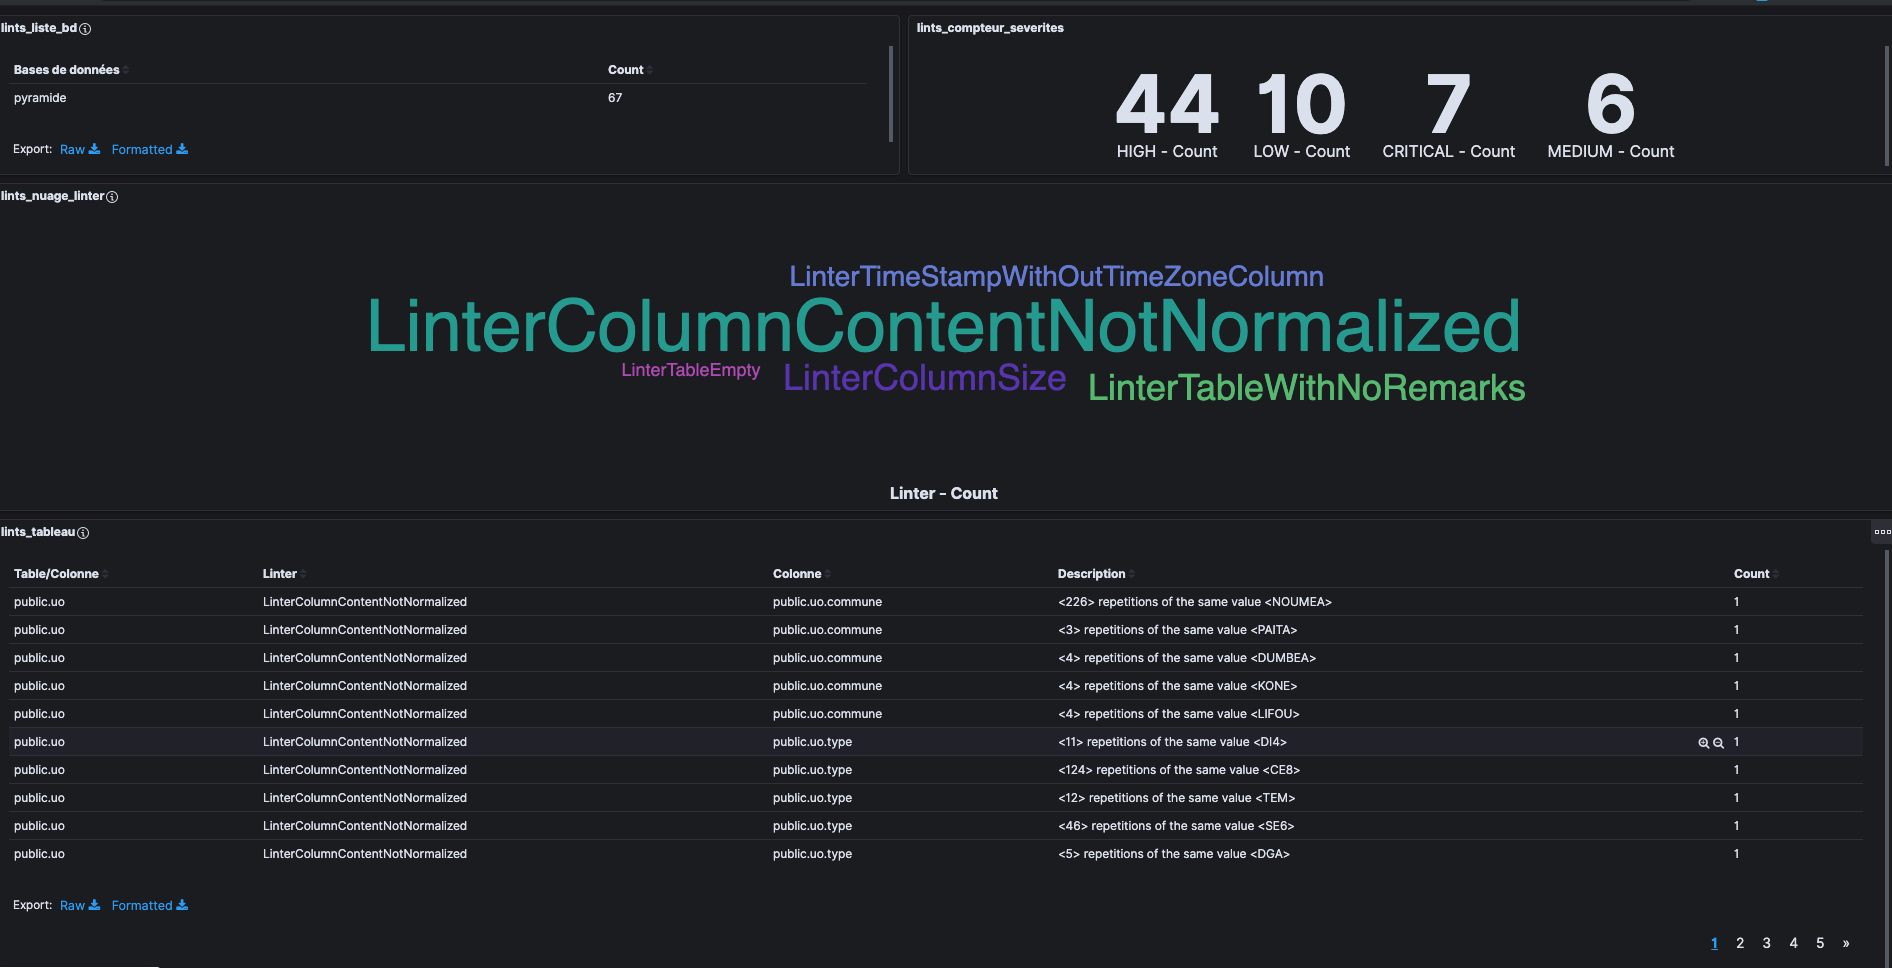 lints_liste_bd
Bases de données Count
pyramide 67
Export: Raw Formatted
lints_compteur_severites
44 10 7 6
HIGH - Count LOW - Count CRITICAL - Count MEDIUM - Count
lints_nuage_linter
LinterTimeStampWithOutTimeZoneColumn
LinterColumnContentNotNormalized
LinterTableEmpty LinterColumnSize LinterTableWithNoRemarks
Linter - Count
lints_tableau
Table/Colonne Linter Colonne Description Count
public.uo LinterColumnContentNotNormalized public.uo.commune <226> repetitions of the same value <NOUMEA> 1
public.uo LinterColumnContentNotNormalized public.uo.commune <3> repetitions of the same value <PAITA> 1
public.uo LinterColumnContentNotNormalized public.uo.commune <4> repetitions of the same value <DUMBEA> 1
public.uo LinterColumnContentNotNormalized public.uo.commune <4> repetitions of the same value <KONE> 1
public.uo LinterColumnContentNotNormalized public.uo.commune <4> repetitions of the same value <LIFOU> 1
public.uo LinterColumnContentNotNormalized public.uo.type <11> repetitions of the same value <DI4> 1
public.uo LinterColumnContentNotNormalized public.uo.type <124> repetitions of the same value <CE8> 1
public.uo LinterColumnContentNotNormalized public.uo.type <12> repetitions of the same value <TEM> 1
public.uo LinterColumnContentNotNormalized public.uo.type <46> repetitions of the same value <SE6> 1
public.uo LinterColumnContentNotNormalized public.uo.type <5> repetitions of the same value <DGA> 1
Export: Raw Formatted
1 2 3 4 5 »